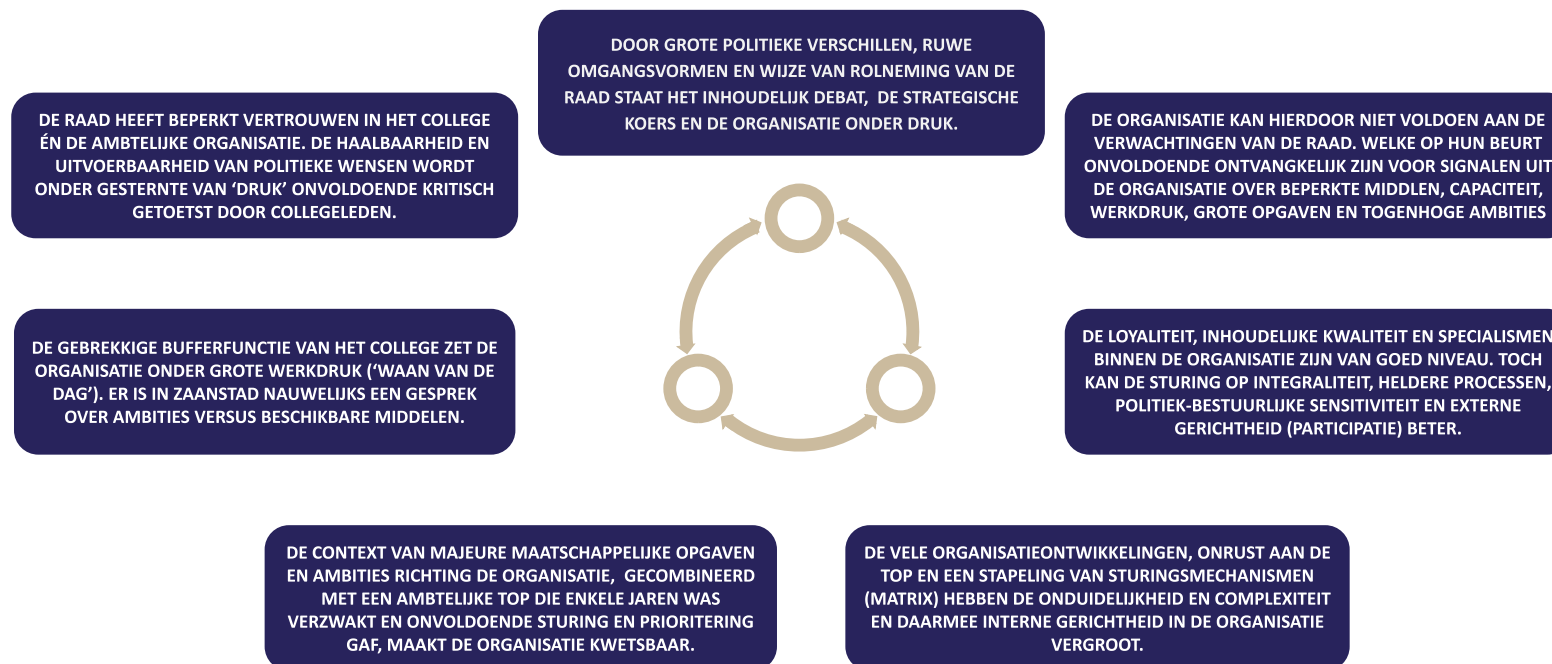 DOOR GROTE POLITIEKE VERSCHILLEN, RUWE
OMGANGSVORMEN EN WIJZE VAN ROLNEMING VAN DE
RAAD STAAT HET INHOUDELIJK DEBAT, DE STRATEGISCHE
KOERS EN DE ORGANISATIE ONDER DRUK.
DE RAAD HEEFT BEPERKT VERTROUWEN IN HET COLLEGE
ÉN DE AMBTELIJKE ORGANISATIE. DE HAALBAARHEID EN
UITVOERBAARHEID VAN POLITIEKE WENSEN WORDT
ONDER GESTERNTE VAN ‘DRUK’ ONVOLDOENDE KRITISCH
GETOETST DOOR COLLEGELEDEN.
DE ORGANISATIE KAN HIERDOOR NIET VOLDOEN AAN DE
VERWACHTINGEN VAN DE RAAD. WELKE OP HUN BEURT
ONVOLDOENDE ONTVANGKELIJK ZIJN VOOR SIGNALEN UIT
DE ORGANISATIE OVER BEPERKTE MIDDLEN, CAPACITEIT,
WERKDRUK, GROTE OPGAVEN EN TOGENHOGE AMBITIES
DE GEBREKKIGE BUFFERFUNCTIE VAN HET COLLEGE ZET DE
ORGANISATIE ONDER GROTE WERKDRUK (‘WAAN VAN DE
DAG’). ER IS IN ZAANSTAD NAUWELIJKS EEN GESPREK
OVER AMBITIES VERSUS BESCHIKBARE MIDDELEN.
DE LOYALITEIT, INHOUDELIJKE KWALITEIT EN SPECIALISMEN
BINNEN DE ORGANISATIE ZIJN VAN GOED NIVEAU. TOCH
KAN DE STURING OP INTEGRALITEIT, HELDERE PROCESSEN,
POLITIEK-BESTUURLIJKE SENSITIVITEIT EN EXTERNE
GERICHTHEID (PARTICIPATIE) BETER.
DE CONTEXT VAN MAJEURE MAATSCHAPPELIJKE OPGAVEN
EN AMBITIES RICHTING DE ORGANISATIE, GECOMBINEERD
MET EEN AMBTELIJKE TOP DIE ENKELE JAREN WAS
VERZWAKT EN ONVOLDOENDE STURING EN PRIORITERING
GAF, MAAKT DE ORGANISATIE KWETSBAAR.
DE VELE ORGANISATIEONTWIKKELINGEN, ONRUST AAN DE
TOP EN EEN STAPELING VAN STURINGSMECHANISMEN
(MATRIX) HEBBEN DE ONDUIDELIJKHEID EN COMPLEXITEIT
EN DAARMEE INTERNE GERICHTHEID IN DE ORGANISATIE
VERGROOT.